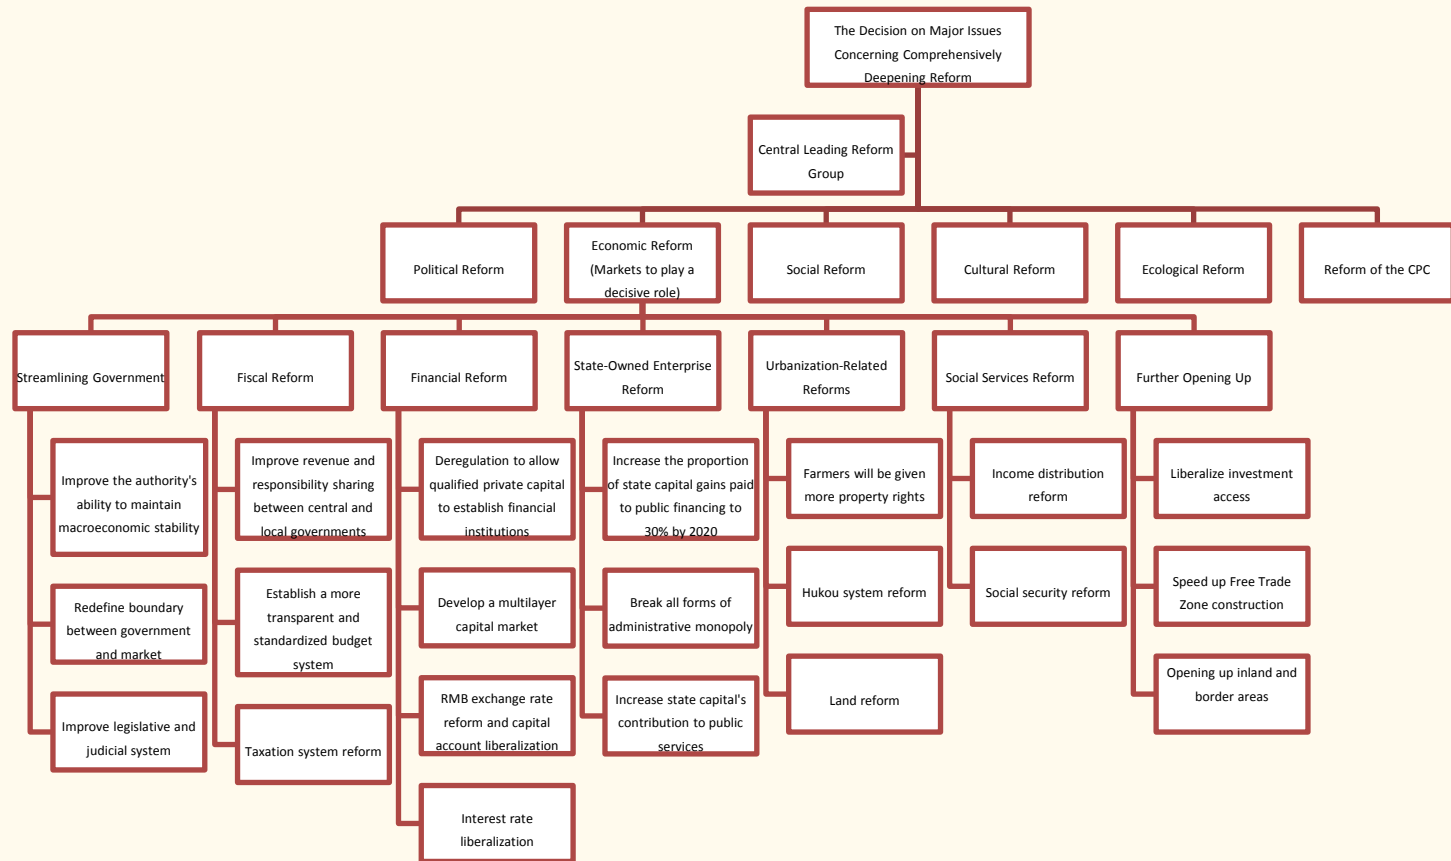 The Decision on Major Issues
Concerning Comprehensively
Deepening Reform
Central Leading Reform
Group
Political Reform
Economic Reform
(Markets to play a
decisive role)
Social Reform
Cultural Reform
Ecological Reform
Reform of the CPC
Streamlining Government
Fiscal Reform
Financial Reform
State-Owned Enterprise
Reform
Urbanization-Related
Reforms
Social Services Reform
Further Opening Up
Improve the authority's
ability to maintain
macroeconomic stability
Redefine boundary
between government
and market
Improve legislative and
judicial system
Improve revenue and
responsibility sharing
between central and
local governments
Establish a more
transparent and
standardized budget
system
Taxation system reform
Deregulation to allow
qualified private capital
to establish financial
institutions
Develop a multilayer
capital market
RMB exchange rate
reform and capital
account liberalization
Interest rate
liberalization
Increase the proportion
of state capital gains paid
to public financing to
30% by 2020
Break all forms of
administrative monopoly
Increase state capital's
contribution to public
services
Farmers will be given
more property rights
Hukou system reform
Land reform
Income distribution
reform
Social security reform
Liberalize investment
access
Speed up Free Trade
Zone construction
Opening up inland and
border areas